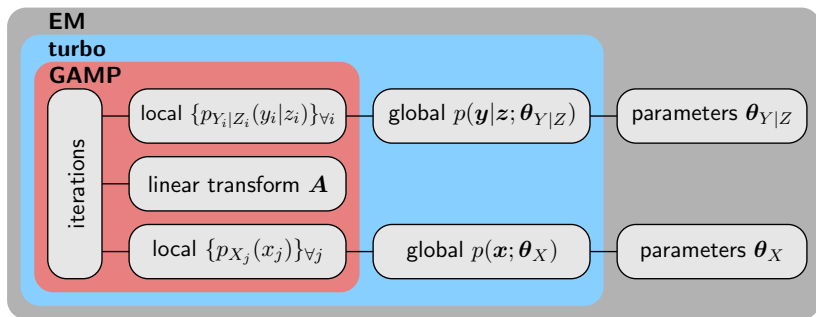 EM
turbo
GAMP
iterations
local {p_{Y_i|Z_i}(y_i|z_i)}_{∀i}
global p(𝒚|𝒛; 𝜽_{Y|Z})
parameters 𝜽_{Y|Z}
linear transform 𝑨
local {p_{X_j}(x_j)}_{∀j}
global p(𝒙; 𝜽_X)
parameters 𝜽_X